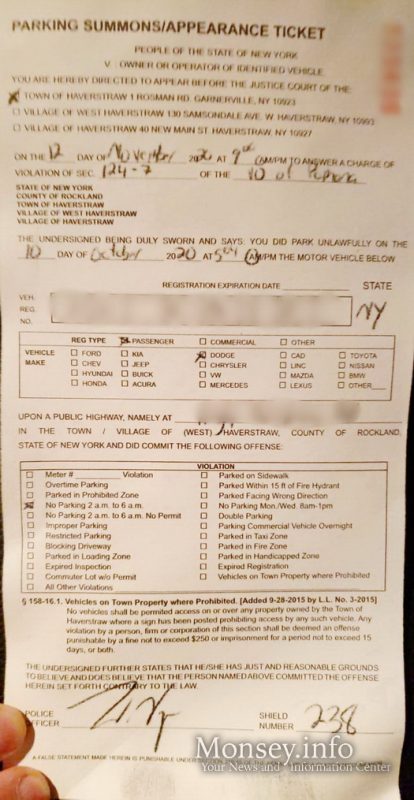 PARKING SUMMONS/APPEARANCE TICKET
PEOPLE OF THE STATE OF NEW YORK
V OWNER OR OPERATOR OF IDENTIFIED VEHICLE
YOU ARE HEREBY DIRECTED TO APPEAR BEFORE THE JUSTICE COURT OF THE:
TOWN OF HAVERSTRAW 1 ROSMAN RD. GARNERVILLE, NY 10923
VILLAGE OF WEST HAVERSTRAW 130 SAMSONDALE AVE. W. HAVERSTRAW, NY 10993
VILLAGE OF HAVERSTRAW 40 NEW MAIN ST. HAVERSTRAW, NY 10927
ON THE 12 DAY OF November 2020 AT AM/PM TO ANSWER A CHARGE OF
VIOLATION OF SEC. 124-7 OF THE
STATE OF NEW YORK
COUNTY OF ROCKLAND
TOWN OF HAVERSTRAW
VILLAGE OF WEST HAVERSTRAW
VILLAGE OF HAVERSTRAW
THE UNDERSIGNED BEING DULY SWORN AND SAYS: YOU DID PARK UNLAWFULLY ON THE
10 DAY OF October 2020 AT AM/PM THE MOTOR VEHICLE BELOW
REGISTRATION EXPIRATION DATE STATE
VEH.
REG.
NO.
NY
REG TYPE PASSENGER COMMERCIAL OTHER
VEHICLE MAKE FORD KIA DODGE CAD TOYOTA
CHEV JEEP CHRYSLER LINC NISSAN
HYUNDAI BUICK VW MAZDA BMW
HONDA ACURA MERCEDES LEXUS OTHER
UPON A PUBLIC HIGHWAY, NAMELY AT
IN THE TOWN / VILLAGE OF (WEST) HAVERSTRAW, COUNTY OF ROCKLAND,
STATE OF NEW YORK AND DID COMMIT THE FOLLOWING OFFENSE:
VIOLATION
Meter # Violation
Overtime Parking
Parked in Prohibited Zone
No Parking 2 a.m. to 6 a.m.
No Parking 2 a.m. to 6 a.m. No Permit
Improper Parking
Restricted Parking
Blocking Driveway
Parked in Loading Zone
Expired Inspection
Commuter Lot w/o Permit
All Other Violations
Parked on Sidewalk
Parked Within 15 ft of Fire Hydrant
Parked Facing Wrong Direction
No Parking Mon./Wed. 8am-1pm
Double Parking
Parking Commercial Vehicle Overnight
Parked in Taxi Zone
Parked in Fire Zone
Parked in Handicapped Zone
Expired Registration
Vehicles on Town Property where Prohibited
§ 158-16.1. Vehicles on Town Property where Prohibited. [Added 9-28-2015 by L.L. No. 3-2015]
No vehicles shall be permited access on or over any property owned by the Town of
Haverstraw where a sign has been posted prohibiting access by any such vehicle. Any
violation by a person, firm or corporation of this section shall be deemed an offense
punishable by a fine not to exceed $250 or imprisonment for a period not to exceed
15 days, or both.
THE UNDERSIGNED FURTHER STATES THAT HE/SHE HAS JUST AND REASONABLE GROUNDS
TO BELIEVE AND DOES BELIEVE THAT THE PERSON NAMED ABOVE COMMITTED THE OFFENSE
HEREIN SET FORTH CONTRARY TO THE LAW.
POLICE OFFICER SHIELD NUMBER 238
A FALSE STATEMENT MADE HEREIN IS PUNISHABLE
Monsey.info
Your News and Information Center